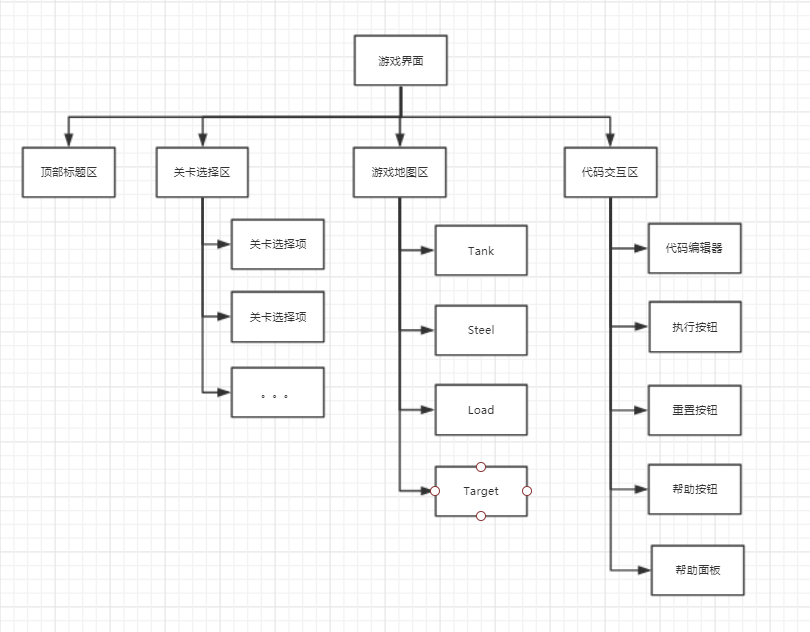 游戏界面
顶部标题区
关卡选择区
游戏地图区
代码交互区
关卡选择项
关卡选择项
。。。
Tank
Steel
Load
Target
代码编辑器
执行按钮
重置按钮
帮助按钮
帮助面板